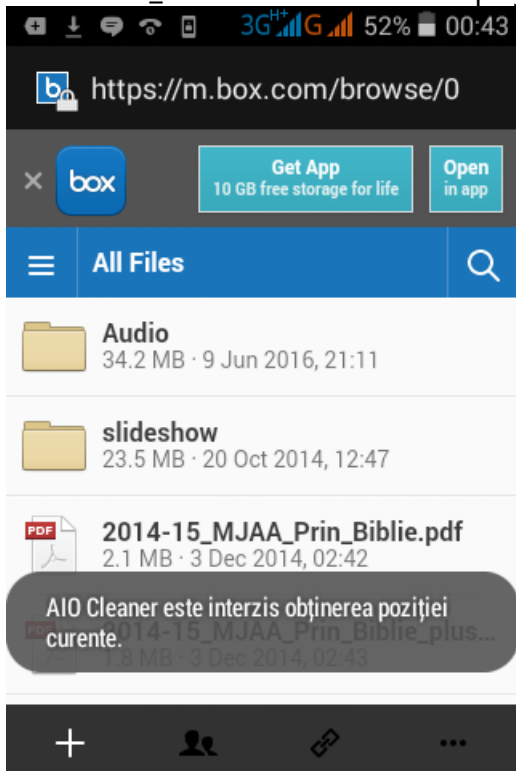 3G H+ G 52% 00:43
https://m.box.com/browse/0
box
Get App
10 GB free storage for life
Open
in app
All Files
Audio
34.2 MB · 9 Jun 2016, 21:11
slideshow
23.5 MB · 20 Oct 2014, 12:47
PDF
2014-15_MJAA_Prin_Biblie.pdf
2.1 MB · 3 Dec 2014, 02:42
AIO Cleaner este interzis obținerea poziției
curente.
2014-15_MJAA_Prin_Biblie_plus...
1.8 MB · 3 Dec 2014, 02:43